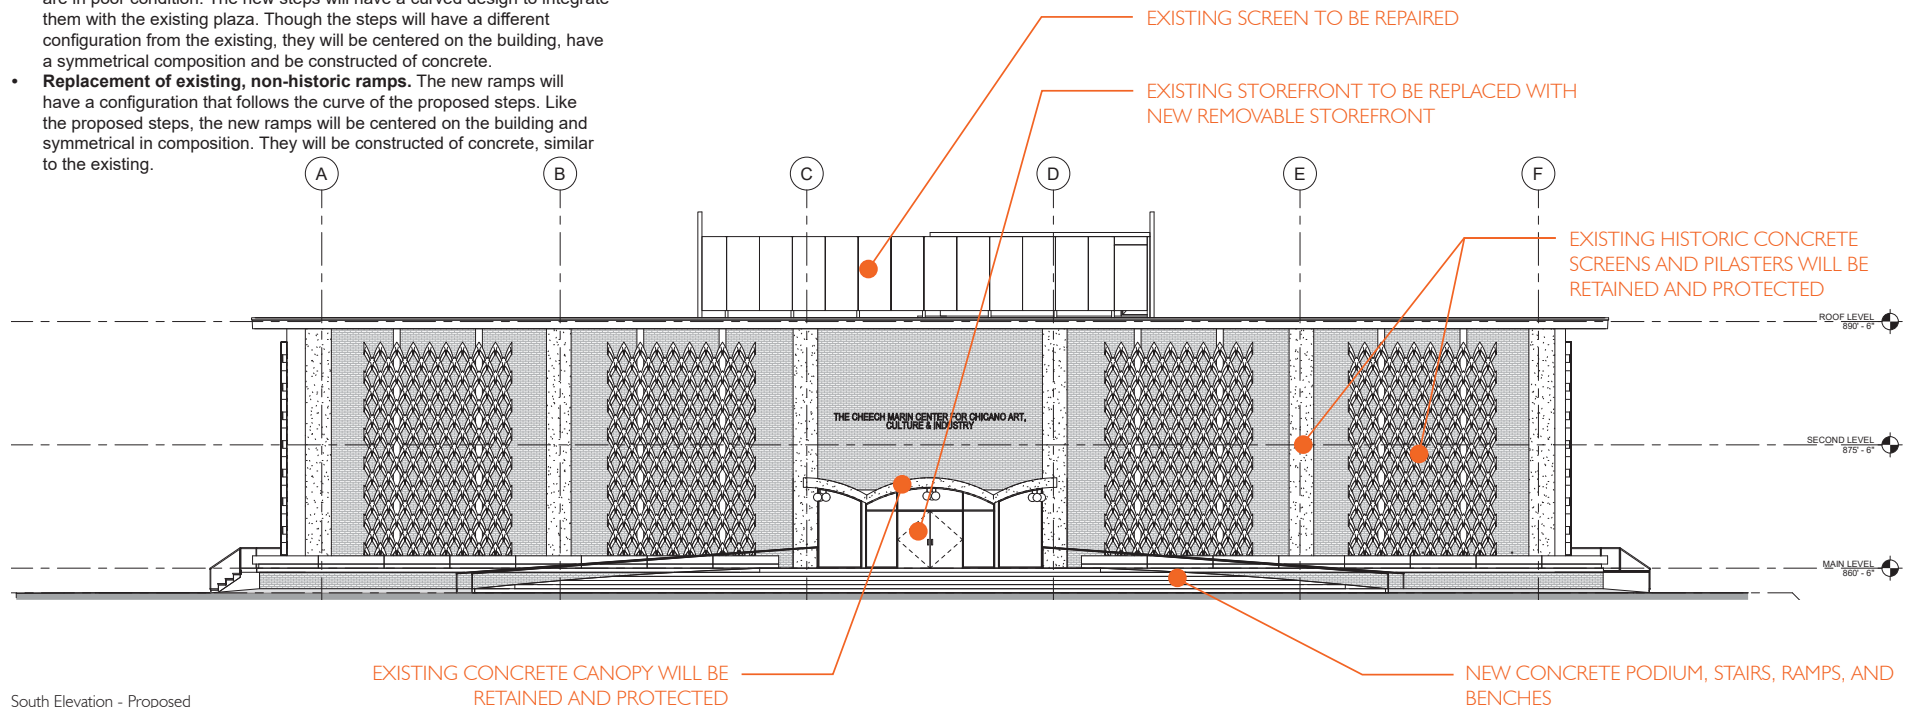 are in poor condition. The new steps will have a curved design to integrate
them with the existing plaza. Though the steps will have a different
configuration from the existing, they will be centered on the building, have
a symmetrical composition and be constructed of concrete.
• Replacement of existing, non-historic ramps. The new ramps will
have a configuration that follows the curve of the proposed steps. Like
the proposed steps, the new ramps will be centered on the building and
symmetrical in composition. They will be constructed of concrete, similar
to the existing.
EXISTING SCREEN TO BE REPAIRED
EXISTING STOREFRONT TO BE REPLACED WITH
NEW REMOVABLE STOREFRONT
A
B
C
D
E
F
EXISTING HISTORIC CONCRETE
SCREENS AND PILASTERS WILL BE
RETAINED AND PROTECTED
ROOF LEVEL
890' - 6"
THE CHEECH MARIN CENTER FOR CHICANO ART,
CULTURE & INDUSTRY
SECOND LEVEL
875' - 6"
MAIN LEVEL
860' - 6"
EXISTING CONCRETE CANOPY WILL BE
RETAINED AND PROTECTED
NEW CONCRETE PODIUM, STAIRS, RAMPS, AND
BENCHES
South Elevation - Proposed